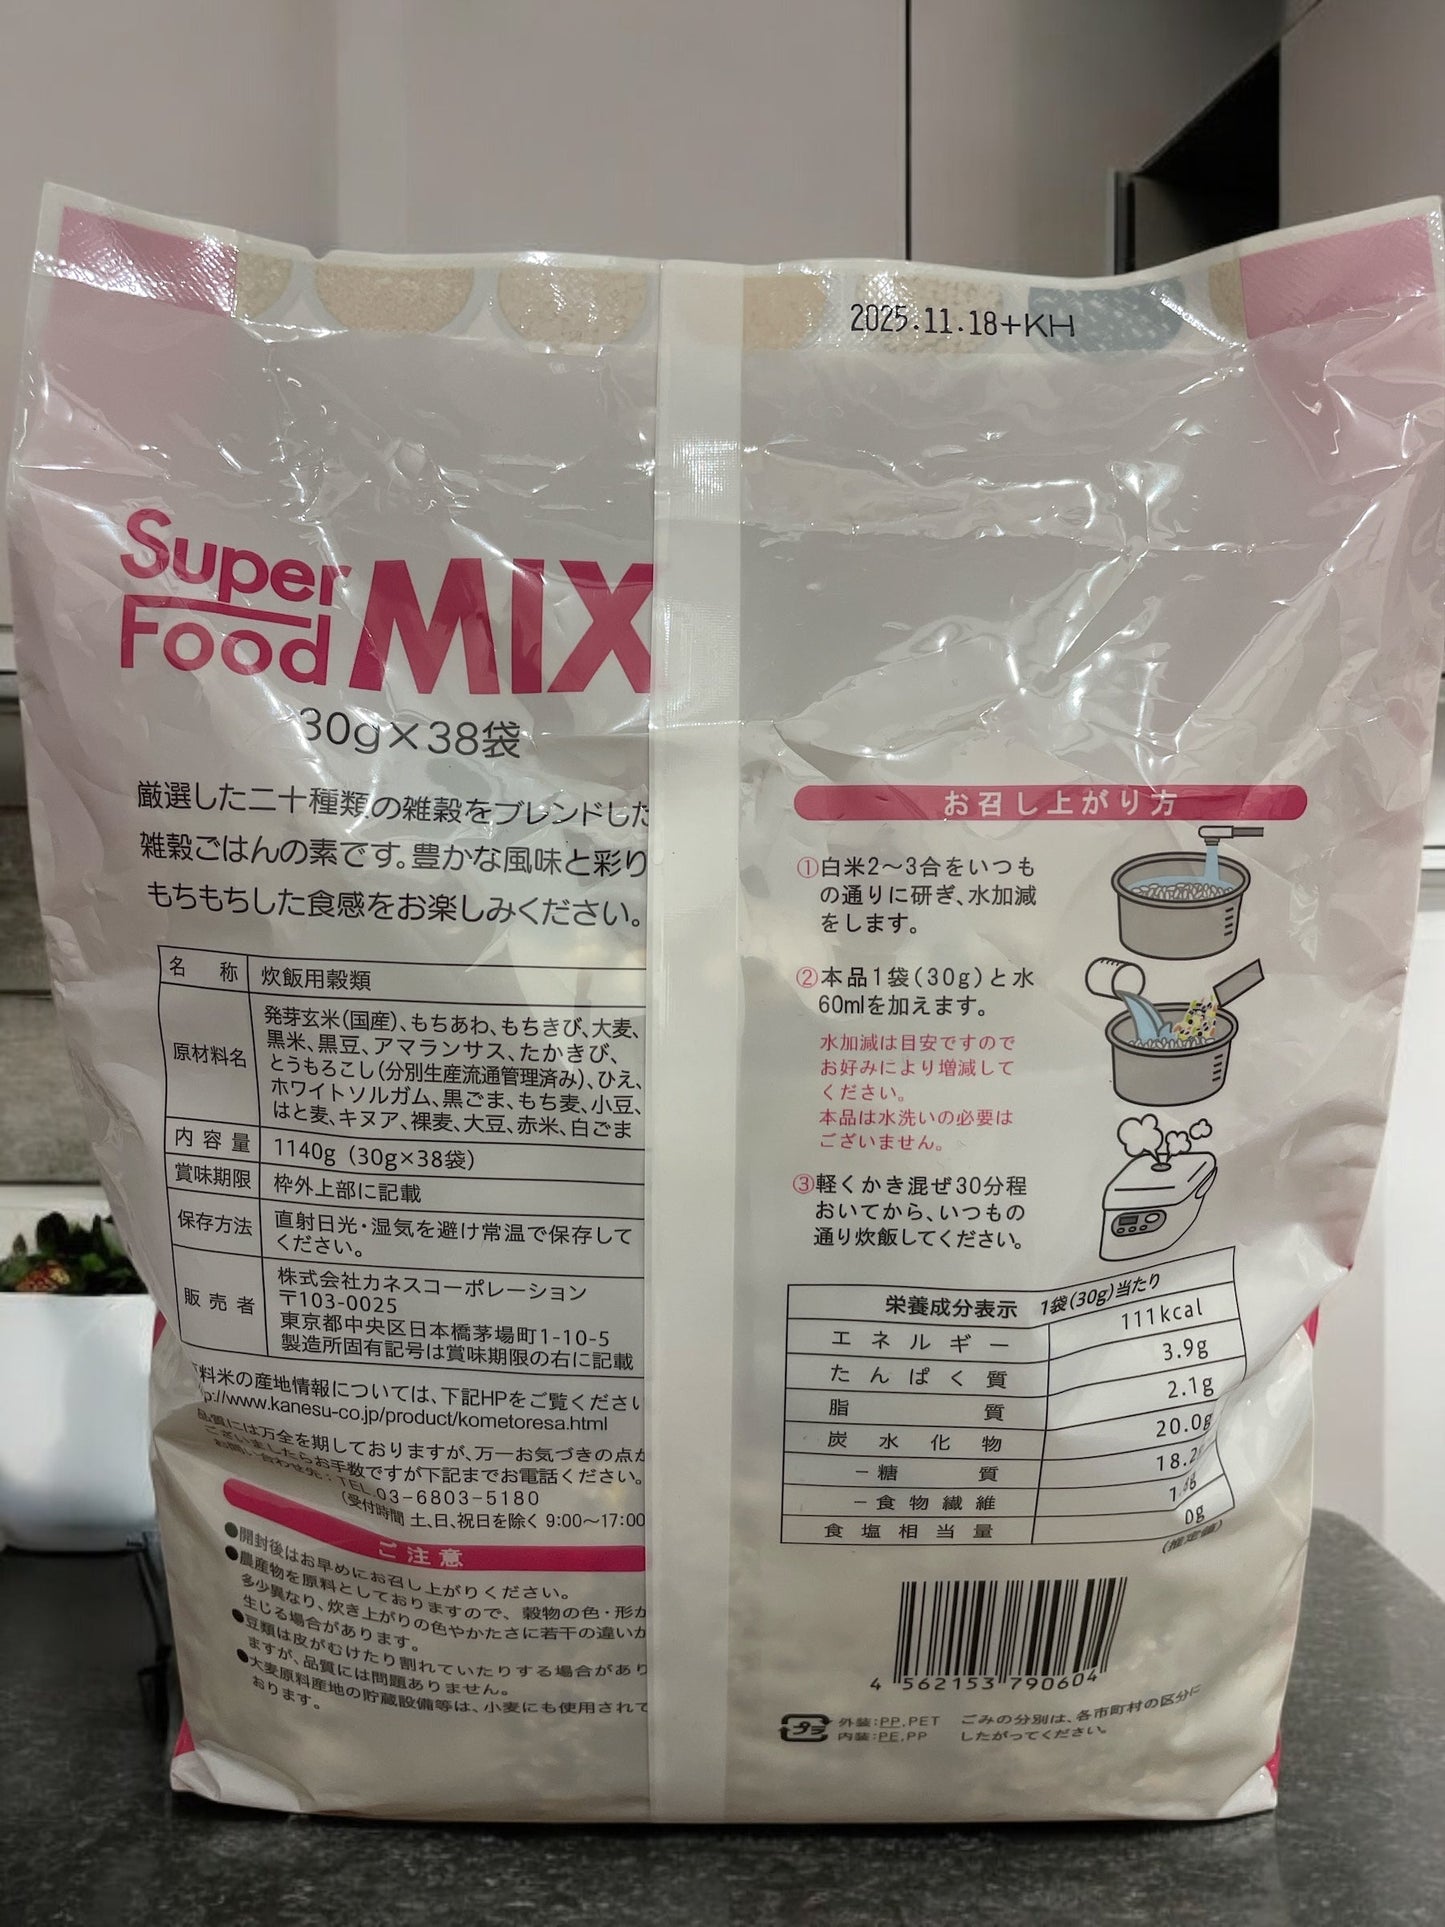 2025.11.18+KH
Super
Food MIX
30g×38袋
厳選した二十種類の雑穀をブレンドした
雑穀ごはんの素です。豊かな風味と彩り
もちもちした食感をお楽しみください。
名 称 炊飯用穀類
原材料名 発芽玄米(国産)、もちあわ、もちきび、大麦、
黒米、黒豆、アマランサス、たかきび、
とうもろこし(分別生産流通管理済み)、ひえ、
ホワイトソルガム、黒ごま、もち麦、小豆、
はと麦、キヌア、裸麦、大豆、赤米、白ごま
内容量 1140g (30g×38袋)
賞味期限 枠外上部に記載
保存方法 直射日光・湿気を避け常温で保存して
ください。
販売者 株式会社カネスコーポレーション
〒103-0025
東京都中央区日本橋茅場町1-10-5
製造所固有記号は賞味期限の右に記載
料米の産地情報については、下記HPをご覧ください
p://www.kanesu-co.jp/product/kometoresa.html
品質には万全を期しておりますが、万一お気づきの点が
ございましたらお手数ですが下記までお電話ください。
お問い合わせ先：TEL.03-6803-5180
(受付時間 土、日、祝日を除く 9:00〜17:00
ご注意
●開封後はお早めにお召し上がりください。
●農産物を原料としておりますので、穀物の色・形が
多少異なり、炊き上がりの色やかたさに若干の違いが
生じる場合があります。
●豆類は皮がむけたり割れていたりする場合があり
ますが、品質には問題ありません。
●大麦原料産地の貯蔵設備等は、小麦にも使用されて
おります。
お召し上がり方
①白米2〜3合をいつも
の通りに研ぎ、水加減
をします。
②本品1袋(30g)と水
60mlを加えます。
水加減は目安ですので
お好みにより増減して
ください。
本品は水洗いの必要は
ございません。
③軽くかき混ぜ30分程
おいてから、いつもの
通り炊飯してください。
栄養成分表示 1袋(30g)当たり
エネルギー 111kcal
たんぱく質 3.9g
脂質 2.1g
炭水化物 20.0g
－糖質 18.2
－食物繊維
食塩相当量 0g
(推定値)
4 562153 790604
プラ 外装:PP,PET
内装:PE,PP
ごみの分別は、各市町村の区分に
したがってください。